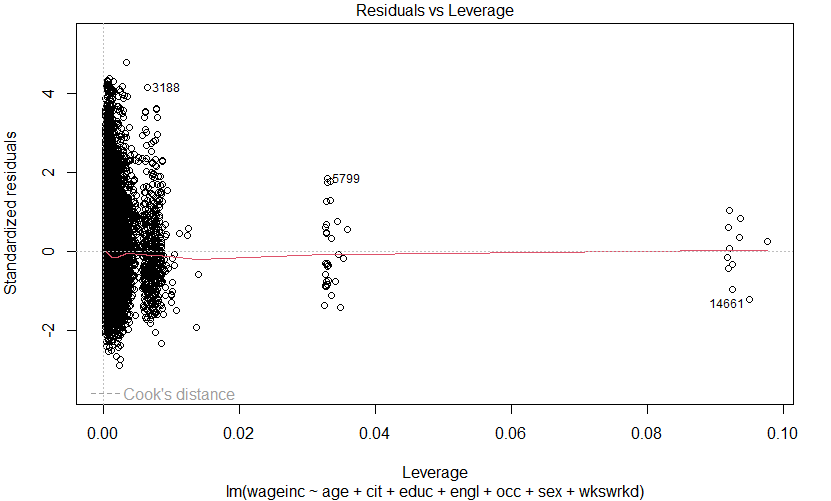 Residuals vs Leverage
Standardized residuals
4
2
0
-2
3188
5799
14661
Cook's distance
0.00 0.02 0.04 0.06 0.08 0.10
Leverage
lm(wageinc ~ age + cit + educ + engl + occ + sex + wkswrkd)